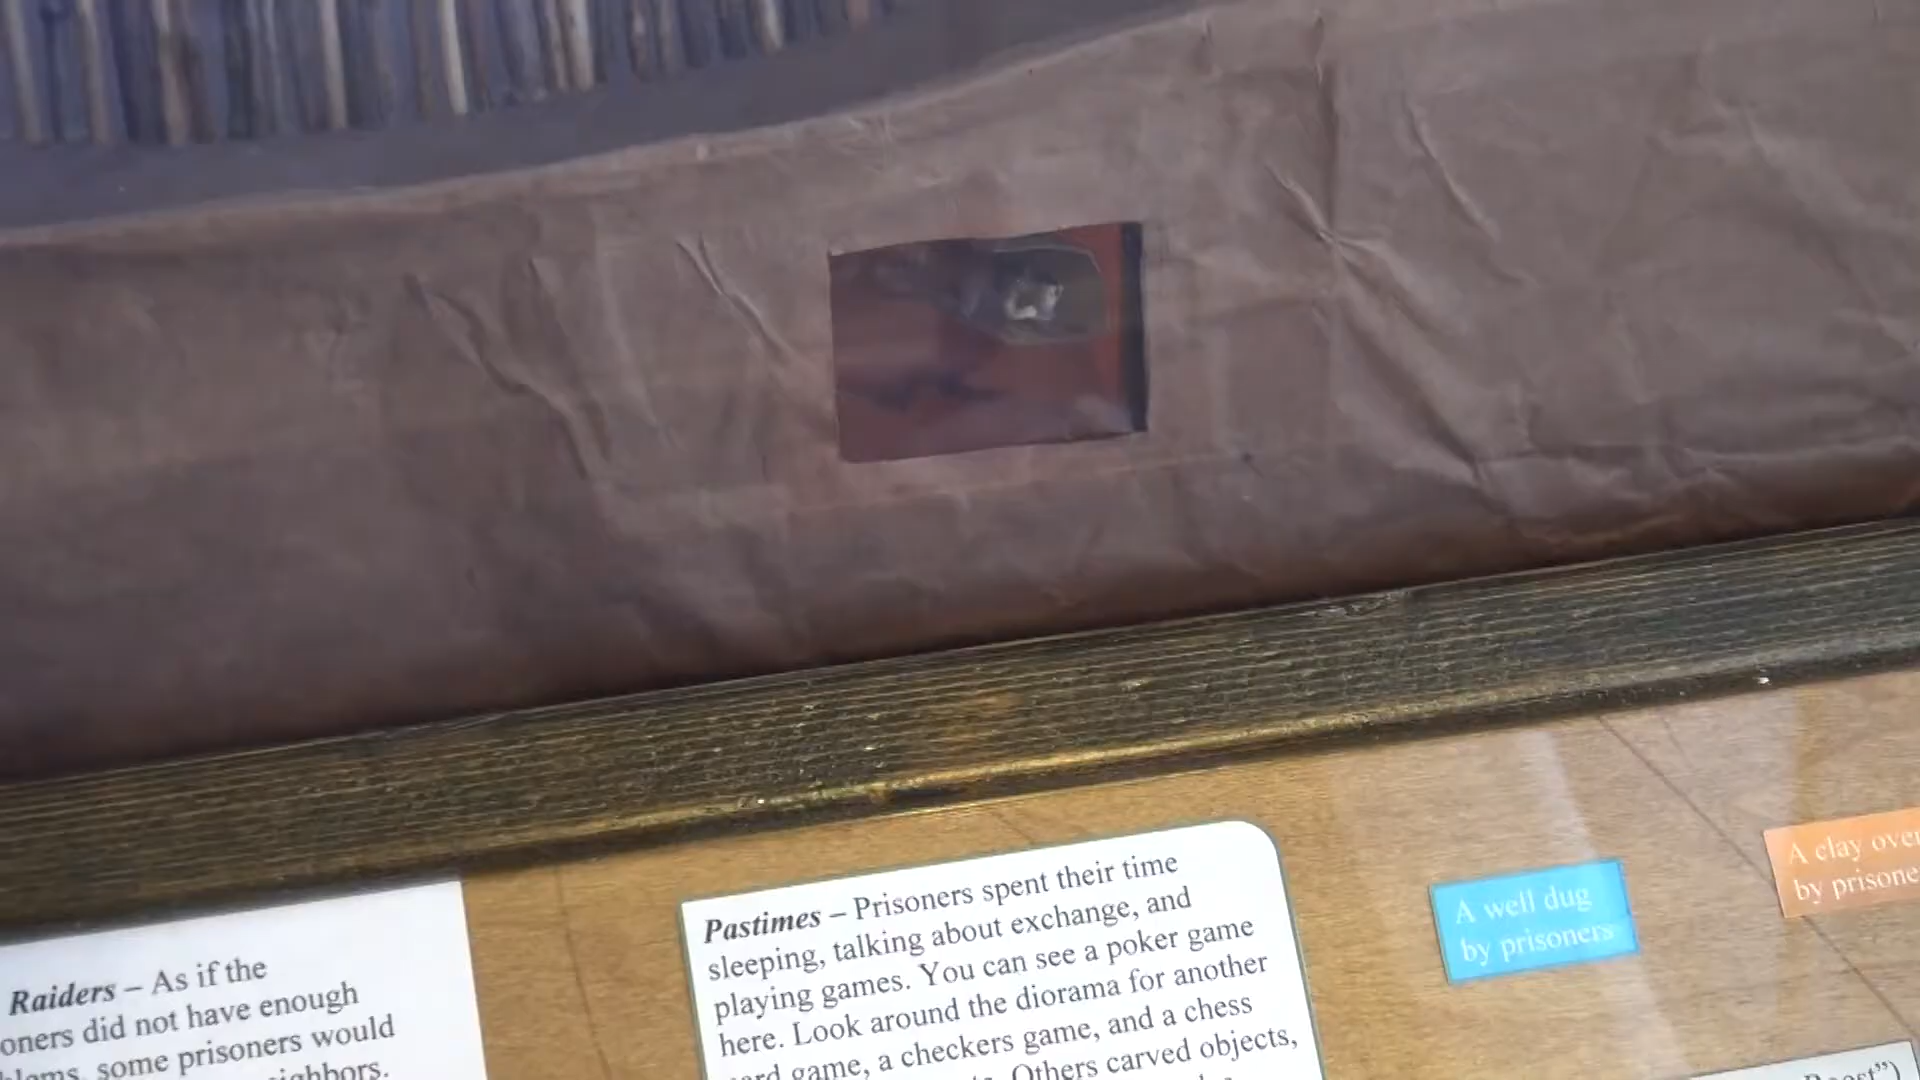 Raiders – As if the
oners did not have enough
some prisoners would
Pastimes – Prisoners spent their time
sleeping, talking about exchange, and
playing games. You can see a poker game
here. Look around the diorama for another
card game, a checkers game, and a chess
Others carved objects,
A well dug
by prisoners
A clay oven
by prisone